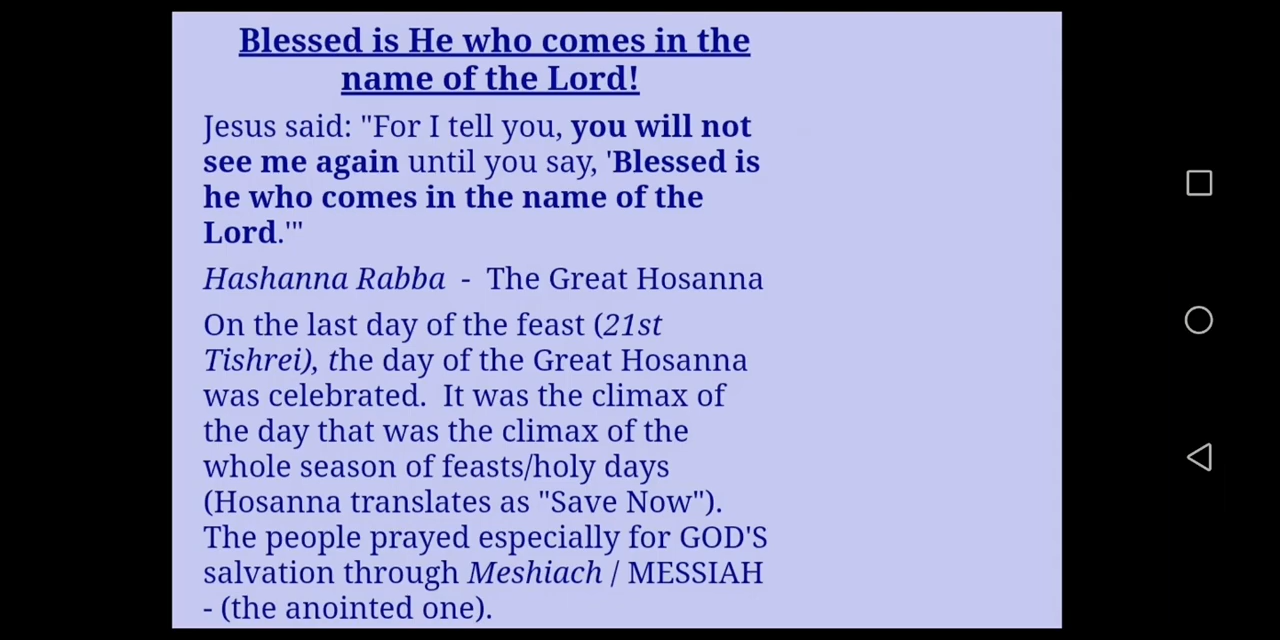 Blessed is He who comes in the
name of the Lord!
Jesus said: "For I tell you, you will not
see me again until you say, 'Blessed is
he who comes in the name of the
Lord.'"
Hashanna Rabba - The Great Hosanna
On the last day of the feast (21st
Tishrei), the day of the Great Hosanna
was celebrated. It was the climax of
the day that was the climax of the
whole season of feasts/holy days
(Hosanna translates as "Save Now").
The people prayed especially for GOD'S
salvation through Meshiach / MESSIAH
- (the anointed one).